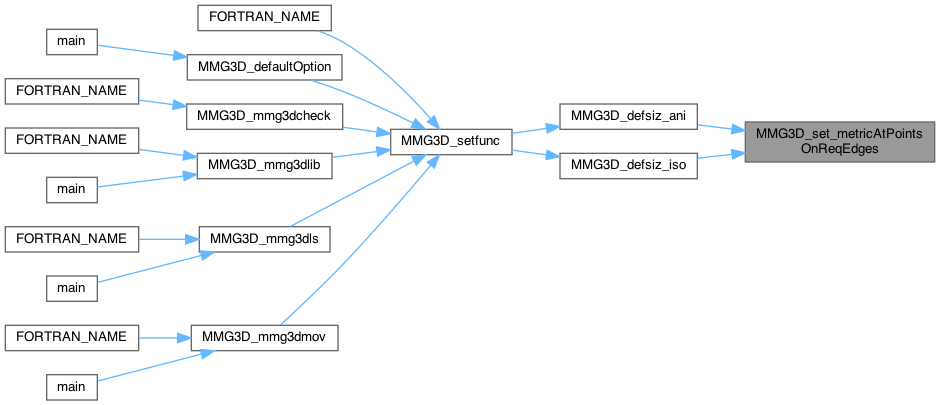 FORTRAN_NAME
main
MMG3D_defaultOption
FORTRAN_NAME
MMG3D_mmg3dcheck
MMG3D_defsiz_ani
MMG3D_set_metricAtPoints
OnReqEdges
MMG3D_setfunc
FORTRAN_NAME
MMG3D_mmg3dlib
MMG3D_defsiz_iso
main
FORTRAN_NAME
MMG3D_mmg3dls
main
FORTRAN_NAME
MMG3D_mmg3dmov
main